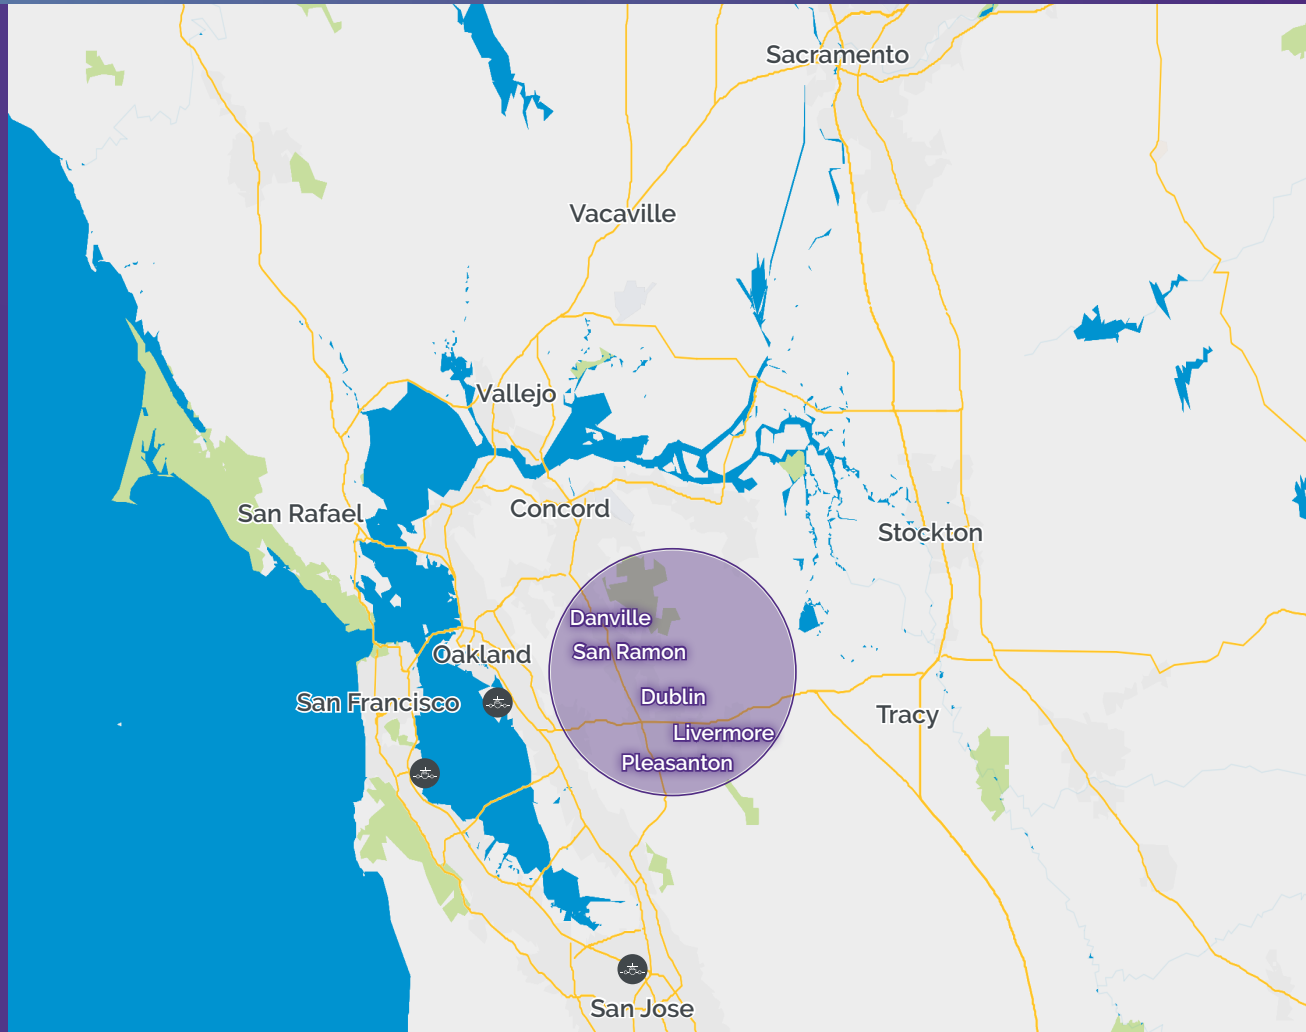 Sacramento
Vacaville
Vallejo
Concord
San Rafael
Stockton
Danville
San Ramon
Oakland
Dublin
San Francisco
Tracy
Livermore
Pleasanton
San Jose